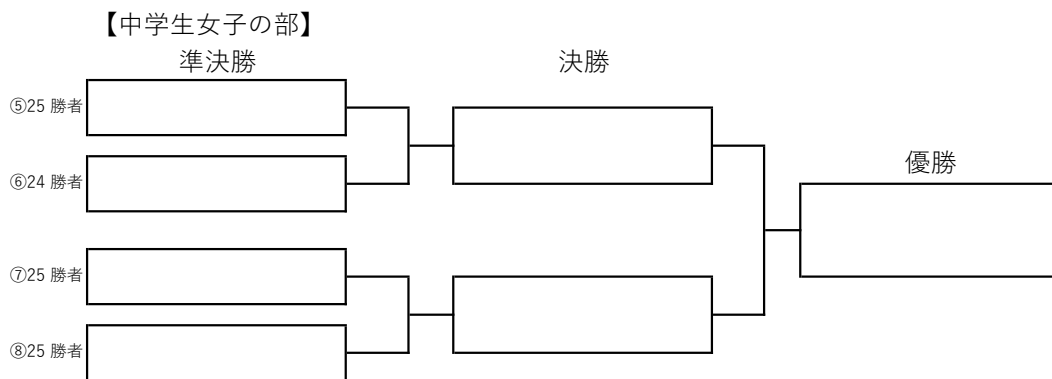 【中学生女子の部】
準決勝
決勝
⑤25 勝者
⑥24 勝者
優勝
⑦25 勝者
⑧25 勝者